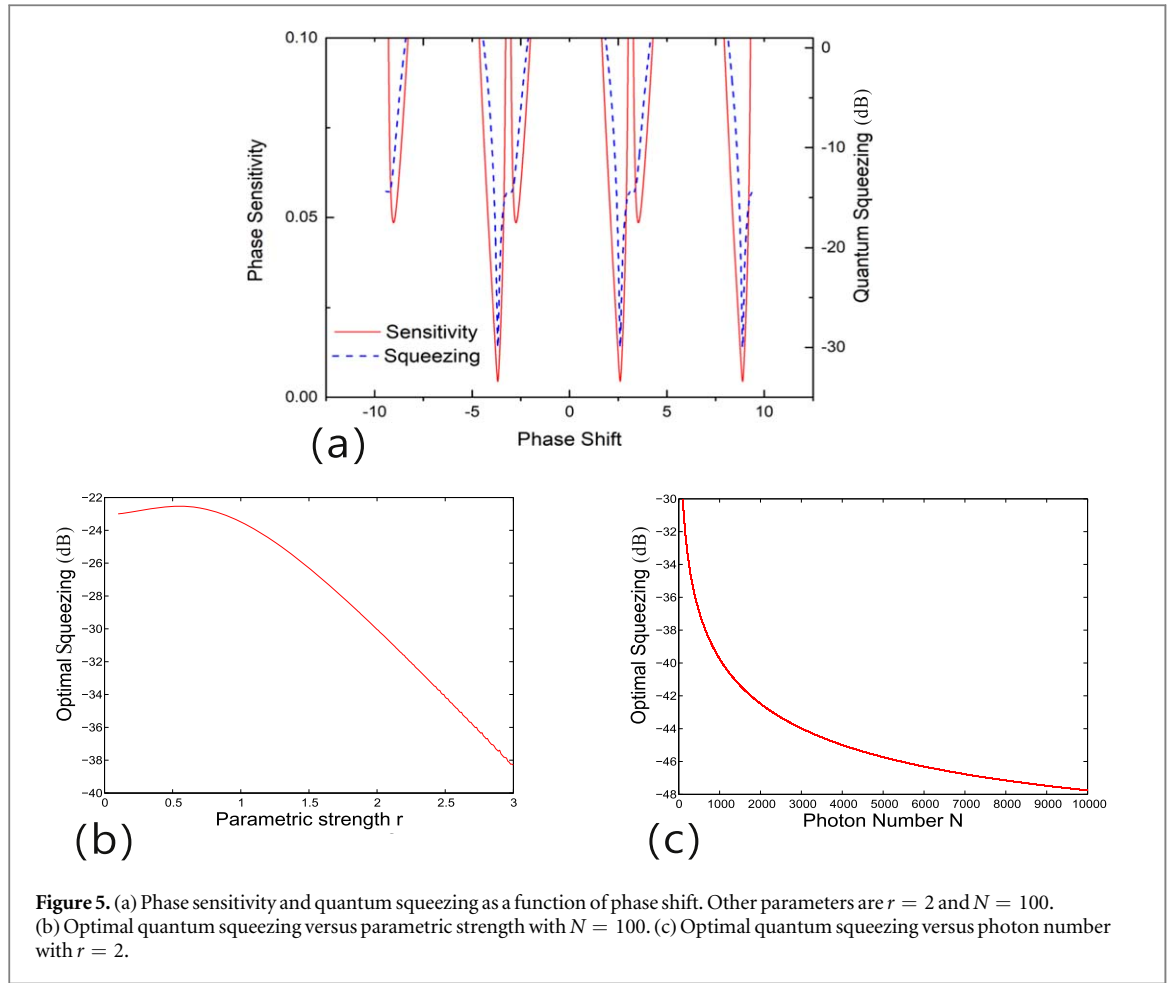 0.10
0.05
0.00
Phase Sensitivity
0
-10
-20
-30
Quantum Squeezing (dB)
Sensitivity
Squeezing
-10 -5 0 5 10
Phase Shift
(a)
−22
−24
−26
−28
−30
−32
−34
−36
−38
−40
Optimal Squeezing (dB)
0 0.5 1 1.5 2 2.5 3
Parametric strength r
(b)
−30
−32
−34
−36
−38
−40
−42
−44
−46
−48
Optimal Squeezing (dB)
0 1000 2000 3000 4000 5000 6000 7000 8000 9000 10000
Photon Number N
(c)
Figure 5. (a) Phase sensitivity and quantum squeezing as a function of phase shift. Other parameters are r = 2 and N = 100.
(b) Optimal quantum squeezing versus parametric strength with N = 100. (c) Optimal quantum squeezing versus photon number
with r = 2.